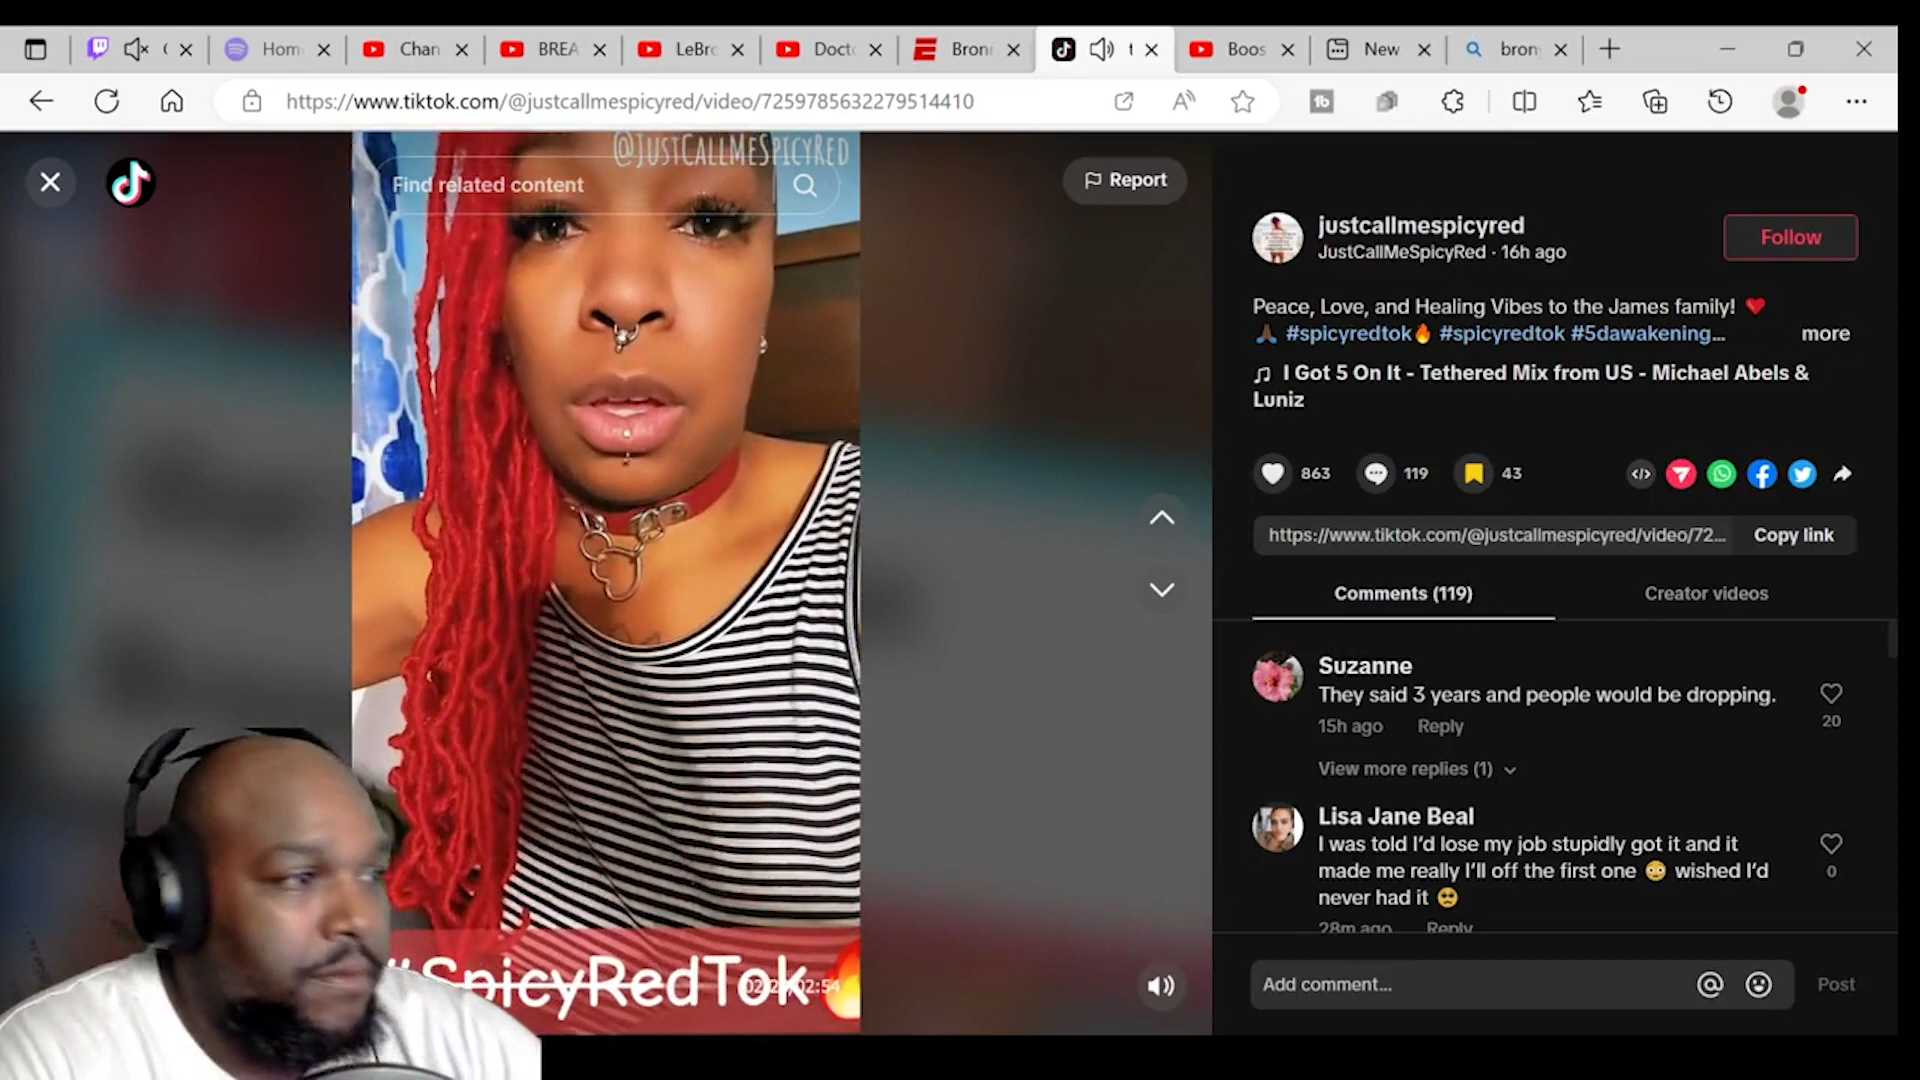 Hom
Chan
BREA
LeBro
Docto
Bronn
t
Boos
New
bron
https://www.tiktok.com/@justcallmespicyred/video/7259785632279514410
@JUSTCALLMESPICYRED
Find related content
Report
justcallmespicyred
JustCallMeSpicyRed · 16h ago
Follow
Peace, Love, and Healing Vibes to the James family! ❤️
🙏🏾 #spicyredtok🔥 #spicyredtok #5dawakening...
more
♫ I Got 5 On It - Tethered Mix from US - Michael Abels &
Luniz
863
119
43
https://www.tiktok.com/@justcallmespicyred/video/72...
Copy link
Comments (119)
Creator videos
Suzanne
They said 3 years and people would be dropping.
15h ago Reply
20
View more replies (1)
Lisa Jane Beal
I was told I'd lose my job stupidly got it and it
made me really I'll off the first one 😳 wished I'd
never had it 🥺
0
28m ago Reply
#SpicyRedTok🔥
Add comment...
Post